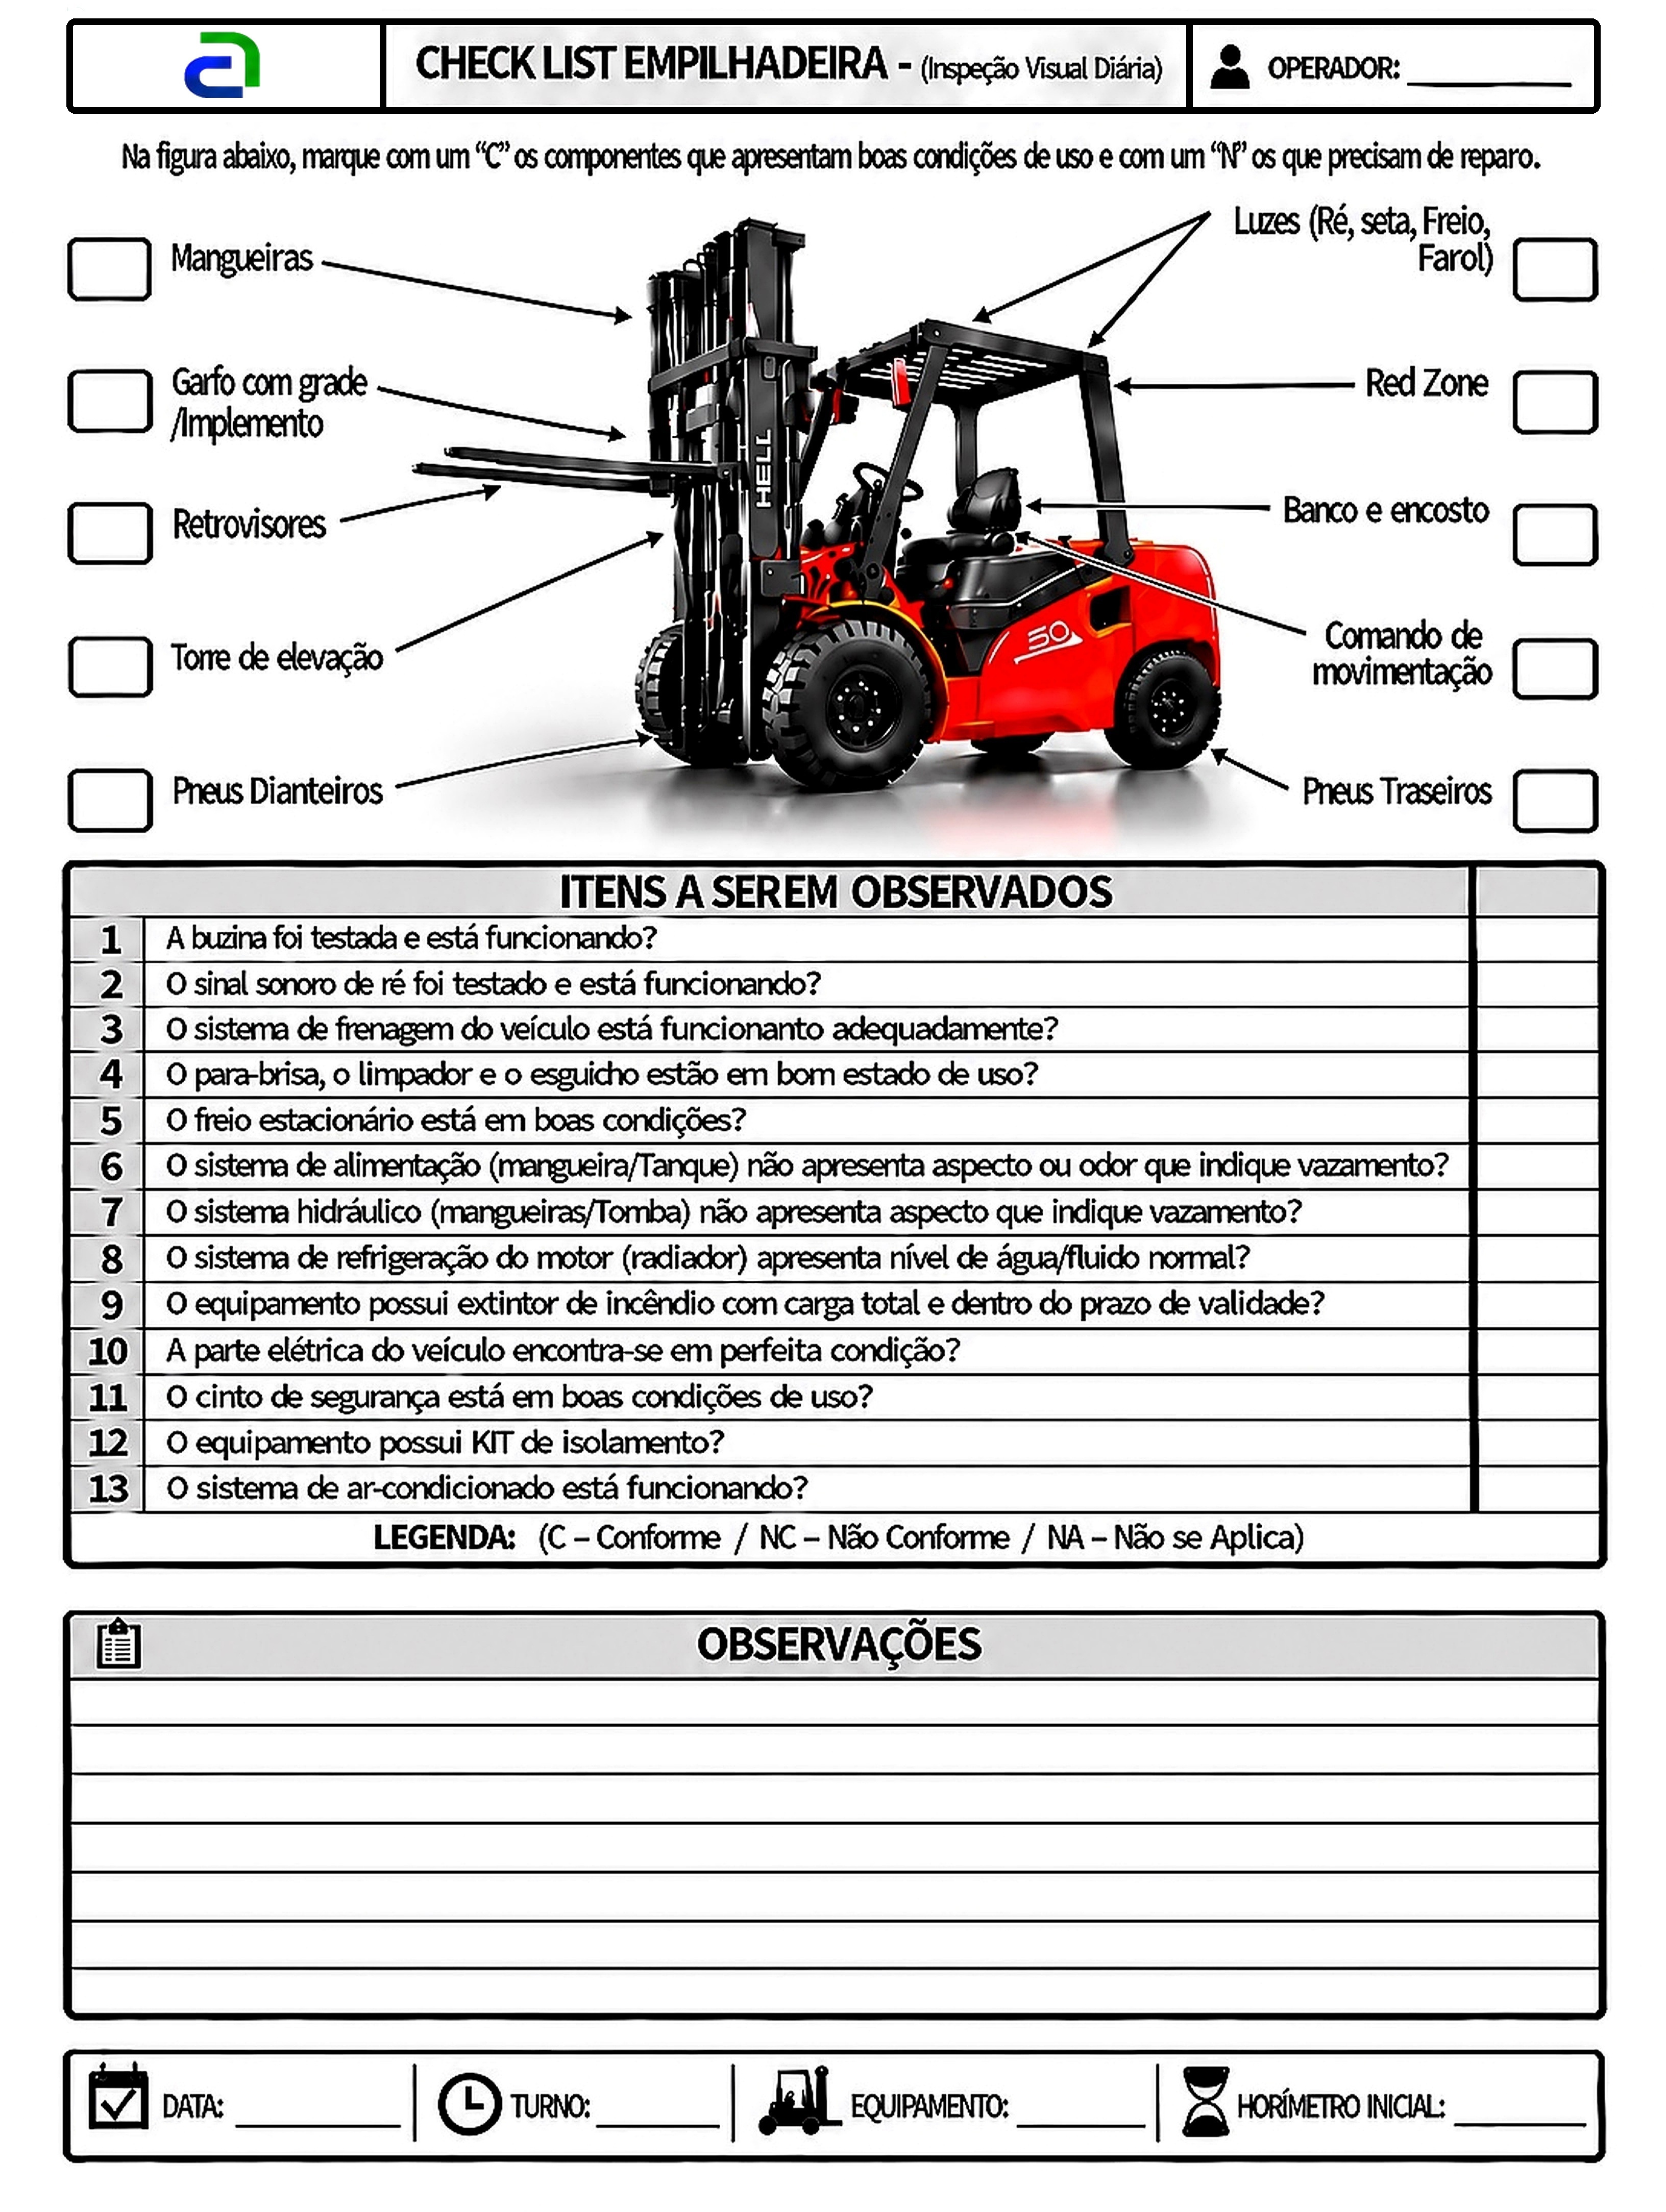 CHECK LIST EMPILHADEIRA - (Inspeção Visual Diária)
OPERADOR:
Na figura abaixo, marque com um “C” os componentes que apresentam boas condições de uso e com um “N” os que precisam de reparo.
Mangueiras
Garfo com grade
/Implemento
Retrovisores
Torre de elevação
Pneus Dianteiros
HELI
50
Luzes (Ré, seta, Freio,
Farol)
Red Zone
Banco e encosto
Comando de
movimentação
Pneus Traseiros
ITENS A SEREM OBSERVADOS
1 A buzina foi testada e está funcionando?
2 O sinal sonoro de ré foi testado e está funcionando?
3 O sistema de frenagem do veículo está funcionanto adequadamente?
4 O para-brisa, o limpador e o esguicho estão em bom estado de uso?
5 O freio estacionário está em boas condições?
6 O sistema de alimentação (mangueira/Tanque) não apresenta aspecto ou odor que indique vazamento?
7 O sistema hidráulico (mangueiras/Tomba) não apresenta aspecto que indique vazamento?
8 O sistema de refrigeração do motor (radiador) apresenta nível de água/fluido normal?
9 O equipamento possui extintor de incêndio com carga total e dentro do prazo de validade?
10 A parte elétrica do veículo encontra-se em perfeita condição?
11 O cinto de segurança está em boas condições de uso?
12 O equipamento possui KIT de isolamento?
13 O sistema de ar-condicionado está funcionando?
LEGENDA: (C – Conforme / NC – Não Conforme / NA – Não se Aplica)
OBSERVAÇÕES
DATA:
TURNO:
EQUIPAMENTO:
HORÍMETRO INICIAL: